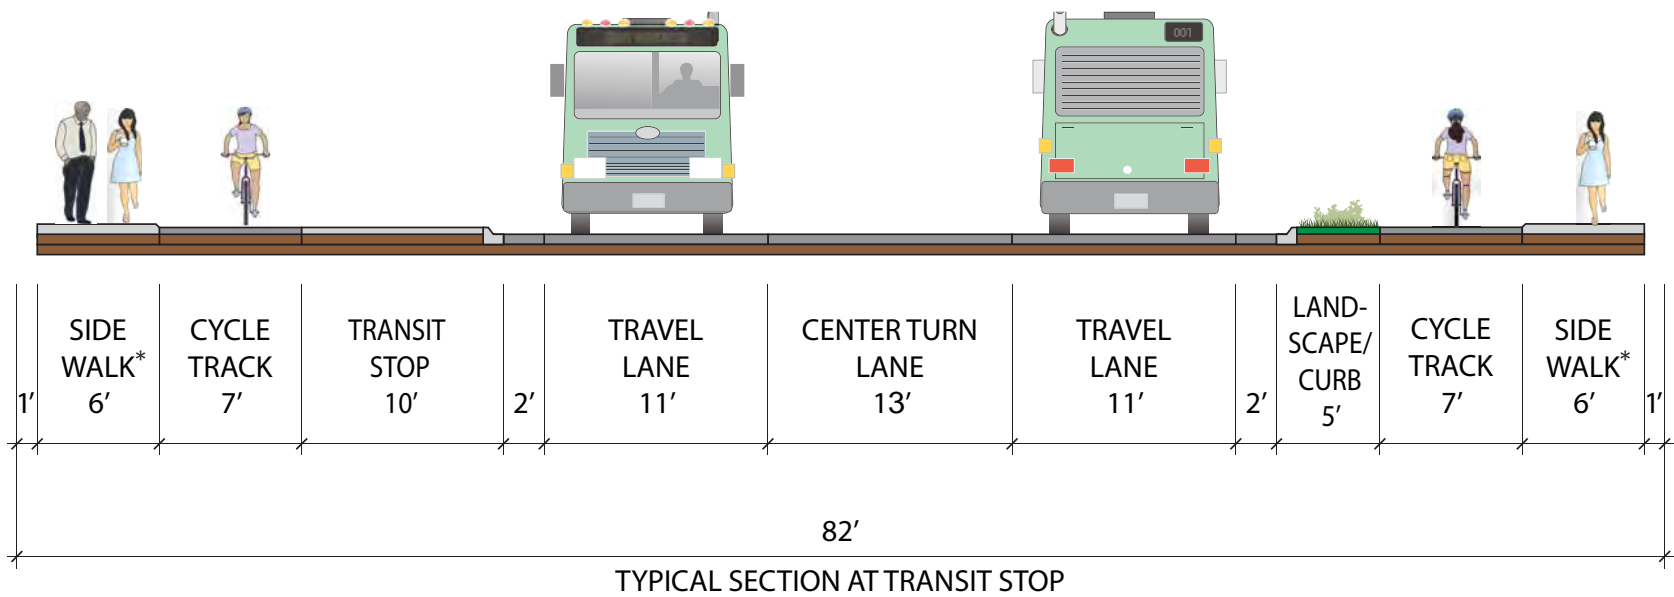 001
1’
SIDE
WALK*
6’
CYCLE
TRACK
7’
TRANSIT
STOP
10’
2’
TRAVEL
LANE
11’
CENTER TURN
LANE
13’
TRAVEL
LANE
11’
2’
LAND-
SCAPE/
CURB
5’
CYCLE
TRACK
7’
SIDE
WALK*
6’
1’
82’
TYPICAL SECTION AT TRANSIT STOP